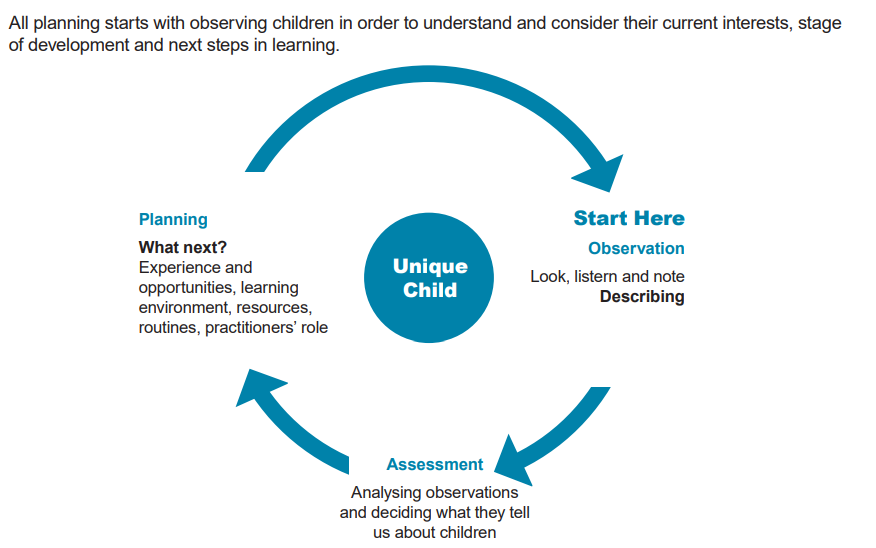 All planning starts with observing children in order to understand and consider their current interests, stage
of development and next steps in learning.
Start Here
Observation
Look, listern and note
Describing
Unique
Child
Assessment
Analysing observations
and deciding what they tell
us about children
Planning
What next?
Experience and
opportunities, learning
environment, resources,
routines, practitioners’ role